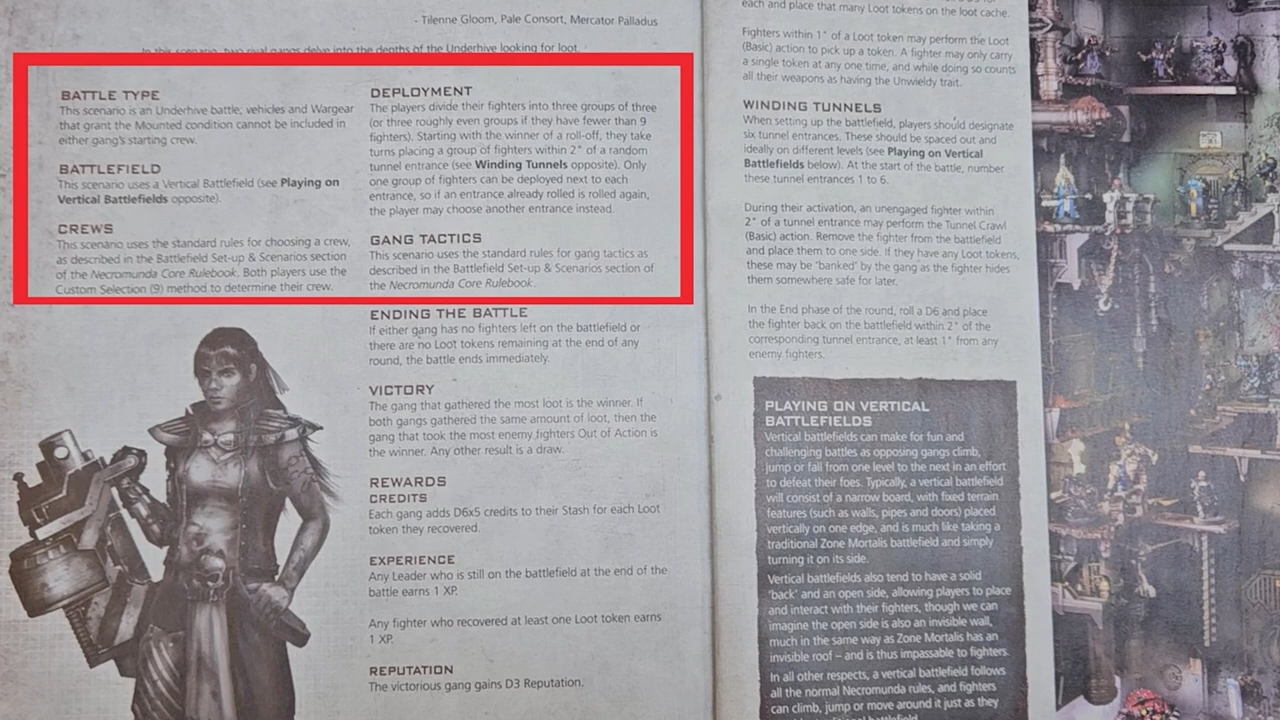 - Tilenne Gloom, Pale Consort, Mercator Palladus
In this scenario, two rival gangs delve into the depths of the Underhive looking for loot.
BATTLE TYPE
This scenario is an Underhive battle; vehicles and Wargear
that grant the Mounted condition cannot be included in
either gang's starting crew.
BATTLEFIELD
This scenario uses a Vertical Battlefield (see Playing on
Vertical Battlefields opposite).
CREWS
This scenario uses the standard rules for choosing a crew,
as described in the Battlefield Set-up & Scenarios section
of the Necromunda Core Rulebook. Both players use the
Custom Selection (9) method to determine their crew.
DEPLOYMENT
The players divide their fighters into three groups of three
(or three roughly even groups if they have fewer than 9
fighters). Starting with the winner of a roll-off, they take
turns placing a group of fighters within 2" of a random
tunnel entrance (see Winding Tunnels opposite). Only
one group of fighters can be deployed next to each
entrance, so if an entrance already rolled is rolled again,
the player may choose another entrance instead.
GANG TACTICS
This scenario uses the standard rules for gang tactics as
described in the Battlefield Set-up & Scenarios section of
the Necromunda Core Rulebook.
ENDING THE BATTLE
If either gang has no fighters left on the battlefield or
there are no Loot tokens remaining at the end of any
round, the battle ends immediately.
VICTORY
The gang that gathered the most loot is the winner. If
both gangs gathered the same amount of loot, then the
gang that took the most enemy fighters Out of Action is
the winner. Any other result is a draw.
REWARDS
CREDITS
Each gang adds D6x5 credits to their Stash for each Loot
token they recovered.
EXPERIENCE
Any Leader who is still on the battlefield at the end of the
battle earns 1 XP.
Any fighter who recovered at least one Loot token earns
1 XP.
REPUTATION
The victorious gang gains D3 Reputation.
each and place that many Loot tokens on the loot cache.
Fighters within 1" of a Loot token may perform the Loot
(Basic) action to pick up a token. A fighter may only carry
a single token at any one time, and while doing so counts
all their weapons as having the Unwieldy trait.
WINDING TUNNELS
When setting up the battlefield, players should designate
six tunnel entrances. These should be spaced out and
ideally on different levels (see Playing on Vertical
Battlefields below). At the start of the battle, number
these tunnel entrances 1 to 6.
During their activation, an unengaged fighter within
2" of a tunnel entrance may perform the Tunnel Crawl
(Basic) action. Remove the fighter from the battlefield
and place them to one side. If they have any Loot tokens,
these may be 'banked' by the gang as the fighter hides
them somewhere safe for later.
In the End phase of the round, roll a D6 and place
the fighter back on the battlefield within 2" of the
corresponding tunnel entrance, at least 1" from any
enemy fighters.
PLAYING ON VERTICAL
BATTLEFIELDS
Vertical battlefields can make for fun and
challenging battles as opposing gangs climb,
jump or fall from one level to the next in an effort
to defeat their foes. Typically, a vertical battlefield
will consist of a narrow board, with fixed terrain
features (such as walls, pipes and doors) placed
vertically on one edge, and is much like taking a
traditional Zone Mortalis battlefield and simply
turning it on its side.
Vertical battlefields also tend to have a solid
'back' and an open side, allowing players to place
and interact with their fighters, though we can
imagine the open side is also an invisible wall,
much in the same way as Zone Mortalis has an
invisible roof – and is thus impassable to fighters.
In all other respects, a vertical battlefield follows
all the normal Necromunda rules, and fighters
can climb, jump or move around it just as they